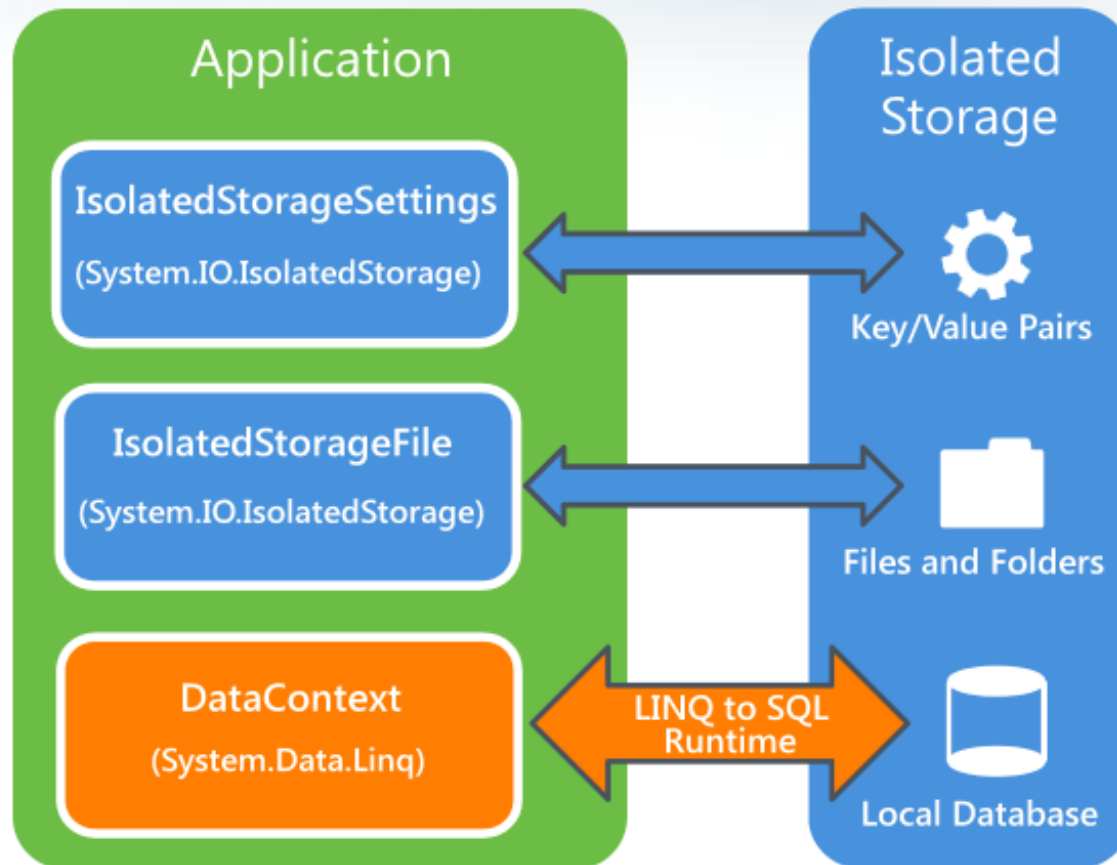 Application
IsolatedStorageSettings
(System.IO.IsolatedStorage)
IsolatedStorageFile
(System.IO.IsolatedStorage)
DataContext
(System.Data.Linq)
LINQ to SQL
Runtime
Isolated
Storage
Key/Value Pairs
Files and Folders
Local Database